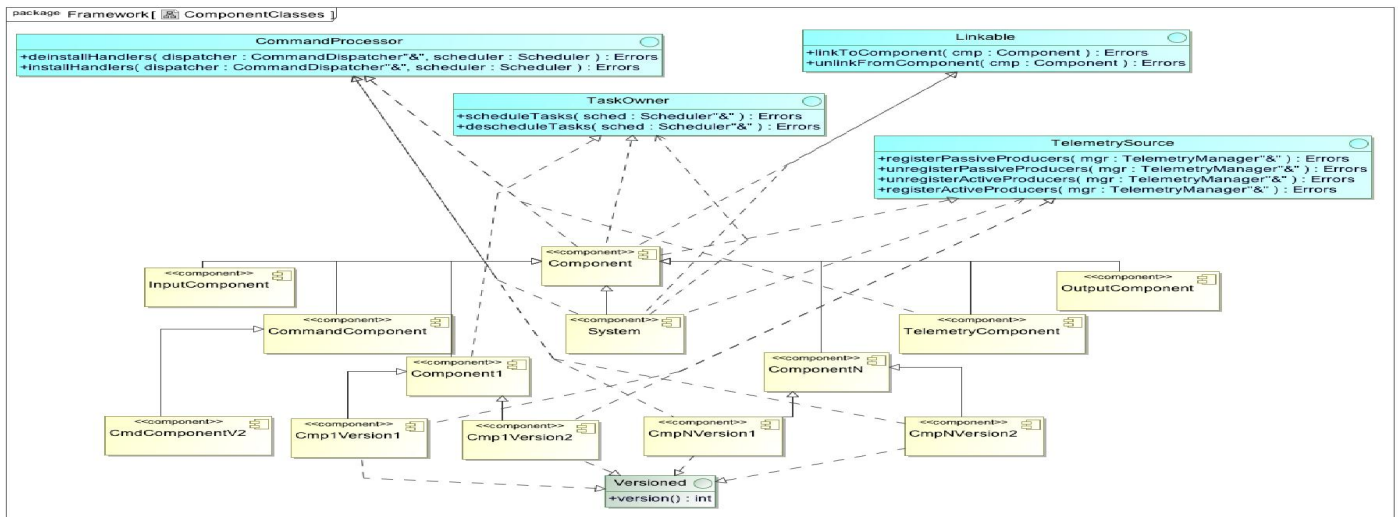 package Framework[ ComponentClasses ]
CommandProcessor
+deinstallHandlers( dispatcher : CommandDispatcher"&", scheduler : Scheduler ) : Errors
+installHandlers( dispatcher : CommandDispatcher"&", scheduler : Scheduler ) : Errors
Linkable
+linkToComponent( cmp : Component ) : Errors
+unlinkFromComponent( cmp : Component ) : Errors
TaskOwner
+scheduleTasks( sched : Scheduler"&" ) : Errors
+descheduleTasks( sched : Scheduler"&" ) : Errors
TelemetrySource
+registerPassiveProducers( mgr : TelemetryManager"&" ) : Errors
+unregisterPassiveProducers( mgr : TelemetryManager"&" ) : Errors
+unregisterActiveProducers( mgr : TelemetryManager"&" ) : Errors
+registerActiveProducers( mgr : TelemetryManager"&" ) : Errors
<<component>>
Component
<<component>>
InputComponent
<<component>>
OutputComponent
<<component>>
CommandComponent
<<component>>
System
<<component>>
TelemetryComponent
<<component>>
Component1
<<component>>
ComponentN
<<component>>
CmdComponentV2
<<component>>
Cmp1Version1
<<component>>
Cmp1Version2
<<component>>
CmpNVersion1
<<component>>
CmpNVersion2
Versioned
+version() : int